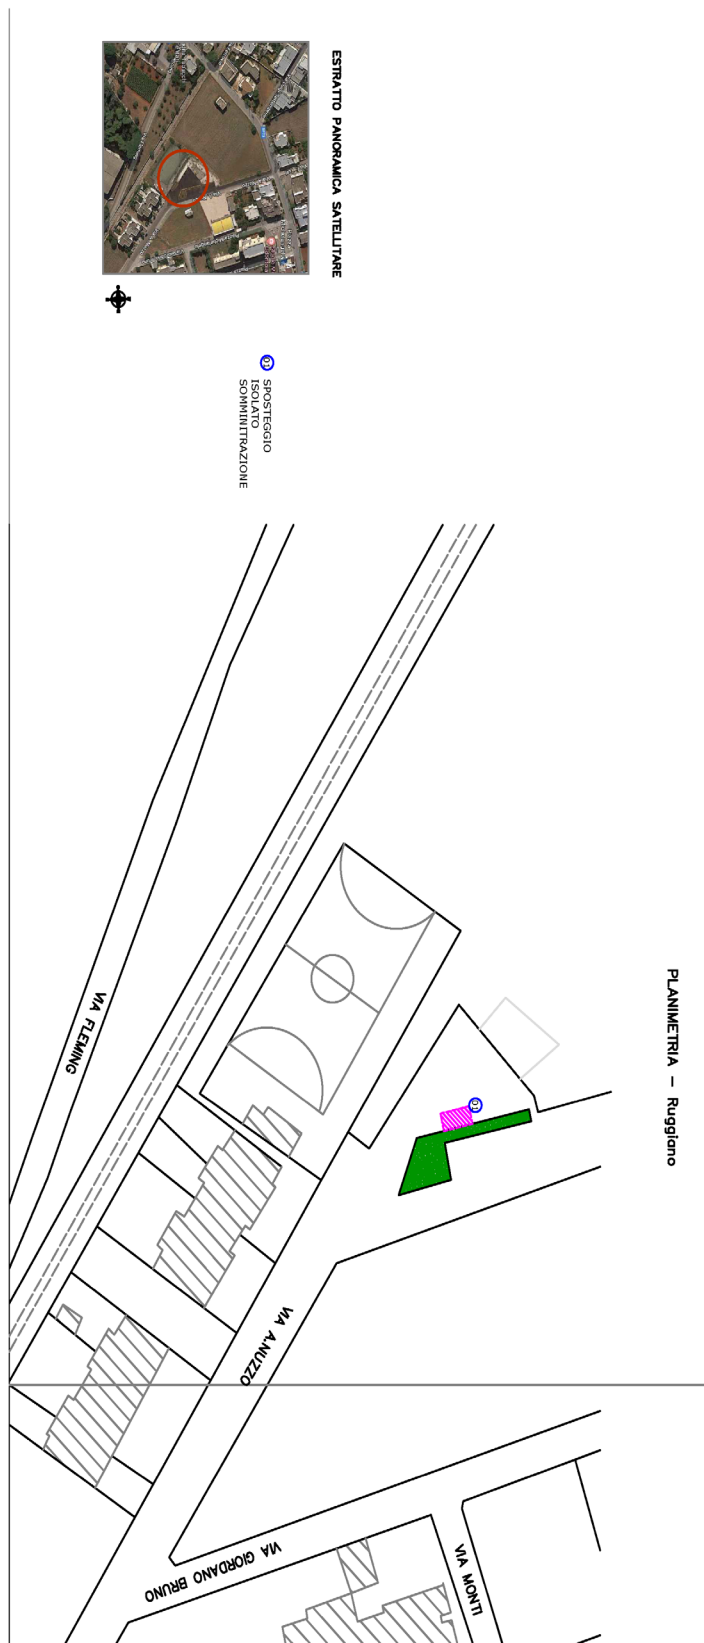 PLANIMETRIA – Ruggiano
ESTRATTO PANORAMICA SATELLITARE
01 SPOSTEGGIO
ISOLATO
SOMMINITRAZIONE
01
VIA FLEMING
VIA A.NUZZO
VIA GIORDANO BRUNO
VIA MONTI